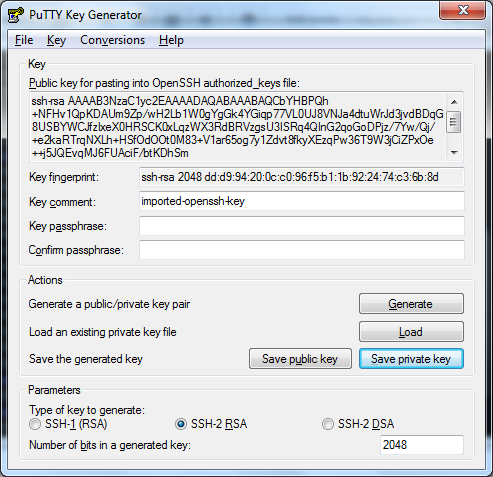 PuTTY Key Generator
File Key Conversions Help
Key
Public key for pasting into OpenSSH authorized_keys file:
ssh-rsa AAAAB3NzaC1yc2EAAAADAQABAAABAQCbYHBPQh
+NFHv1QpKDAUm9Zp/wH2Lb1W0gYgGk4YGiqp77VL0UJ8VNJa4dtuWrJd3jvdBDqG
8USBYWCJfzIxeX0HRSCK0xLqzWX3RdBRVzgsU3ISRq4QlnG2qoGoDPjz/7Yw/Qj/
+e2kaRTrqNXLh+HSfOdOOt0M83+V1ar65og7y1Zdvt8fkyXEzqPw36T9W3jCiZPxOe
++j5JQEvqMJ6FUAciF/btKDhSm
Key fingerprint: ssh-rsa 2048 dd:d9:94:20:0c:c0:96:f5:b1:1b:92:24:74:c3:6b:8d
Key comment: imported-openssh-key
Key passphrase:
Confirm passphrase:
Actions
Generate a public/private key pair Generate
Load an existing private key file Load
Save the generated key Save public key Save private key
Parameters
Type of key to generate:
SSH-1 (RSA) SSH-2 RSA SSH-2 DSA
Number of bits in a generated key: 2048